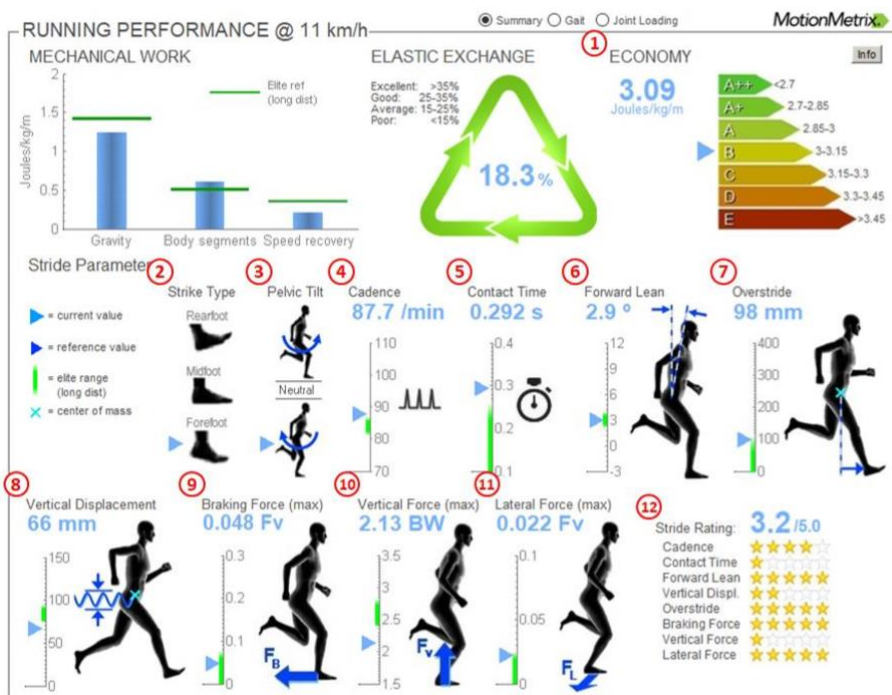 RUNNING PERFORMANCE @ 11 km/h
Summary Gait Joint Loading
MotionMetrix.
MECHANICAL WORK
Joules/kg/m
2
1.5
1
0.5
0
Elite ref
(long dist)
Gravity Body segments Speed recovery
ELASTIC EXCHANGE
Excellent: >35%
Good: 25-35%
Average: 15-25%
Poor: <15%
18.3 %
1
ECONOMY
Info
3.09
Joules/kg/m
A++ <2.7
A+ 2.7-2.85
A 2.85-3
B 3-3.15
C 3.15-3.3
D 3.3-3.45
E >3.45
Stride Parameter
= current value
= reference value
= elite range
(long dist)
= center of mass
2
Strike Type
Rearfoot
Midfoot
Forefoot
3
Pelvic Tilt
Neutral
4
Cadence
87.7 /min
110
100
90
80
70
5
Contact Time
0.292 s
0.4
0.3
0.2
0.1
6
Forward Lean
2.9 º
12
9
6
3
0
-3
7
Overstride
98 mm
400
300
200
100
0
8
Vertical Displacement
66 mm
150
100
50
0
9
Braking Force (max)
0.048 Fv
0.3
0.2
0.1
0
FB
10
Vertical Force (max)
2.13 BW
3.5
3
2.5
2
1.5
Fv
11
Lateral Force (max)
0.022 Fv
0.1
0.05
0
FL
12
Stride Rating: 3.2 /5.0
Cadence
Contact Time
Forward Lean
Vertical Displ.
Overstride
Braking Force
Vertical Force
Lateral Force